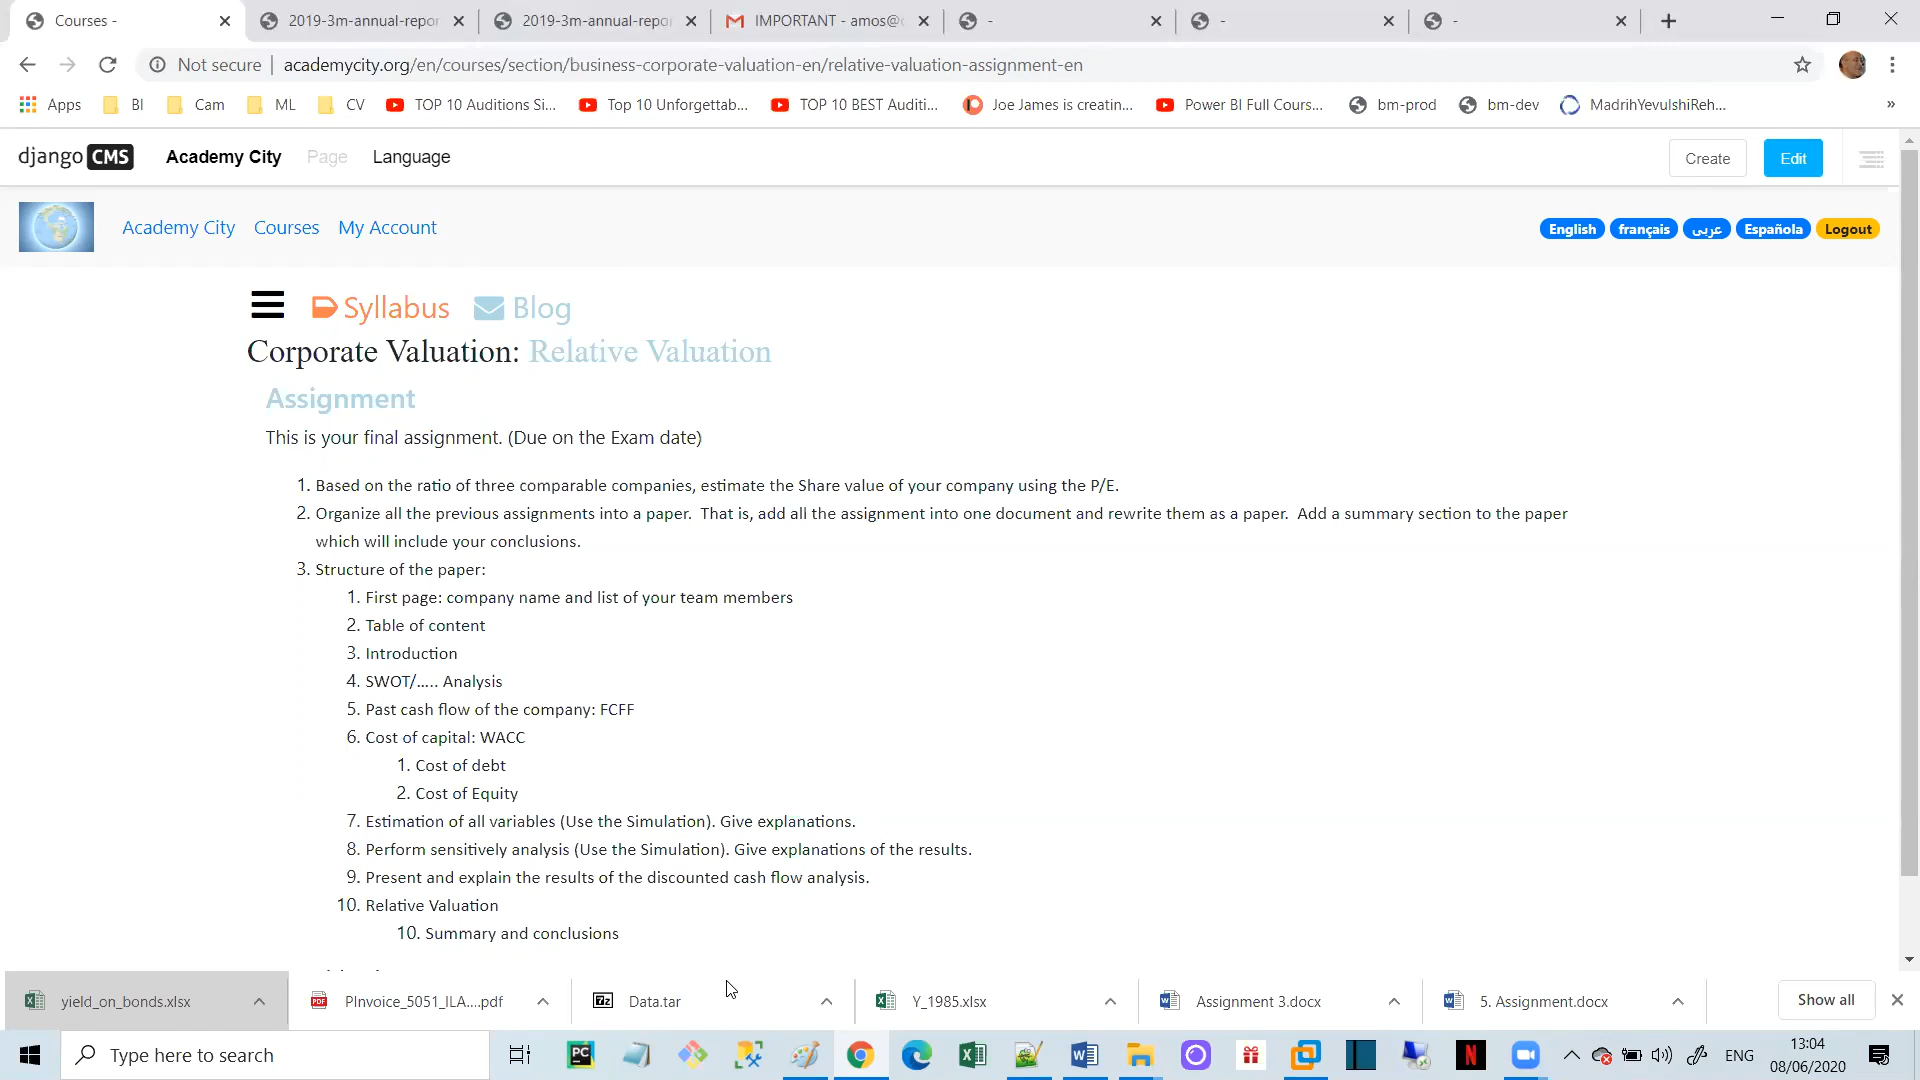 Courses -
2019-3m-annual-repor
2019-3m-annual-repo
IMPORTANT - amos@
-
-
-
Not secure | academycity.org/en/courses/section/business-corporate-valuation-en/relative-valuation-assignment-en
Apps
BI
Cam
ML
CV
TOP 10 Auditions Si...
Top 10 Unforgettab...
TOP 10 BEST Auditi...
Joe James is creatin...
Power BI Full Cours...
bm-prod
bm-dev
MadrihYevulshiReh...
»
django CMS
Academy City
Page
Language
Create
Edit
Academy City
Courses
My Account
English
français
عربى
Española
Logout
Syllabus
Blog
Corporate Valuation: Relative Valuation
Assignment
This is your final assignment. (Due on the Exam date)
1. Based on the ratio of three comparable companies, estimate the Share value of your company using the P/E.
2. Organize all the previous assignments into a paper. That is, add all the assignment into one document and rewrite them as a paper. Add a summary section to the paper
which will include your conclusions.
3. Structure of the paper:
1. First page: company name and list of your team members
2. Table of content
3. Introduction
4. SWOT/..... Analysis
5. Past cash flow of the company: FCFF
6. Cost of capital: WACC
1. Cost of debt
2. Cost of Equity
7. Estimation of all variables (Use the Simulation). Give explanations.
8. Perform sensitively analysis (Use the Simulation). Give explanations of the results.
9. Present and explain the results of the discounted cash flow analysis.
10. Relative Valuation
10. Summary and conclusions
yield_on_bonds.xlsx
PInvoice_5051_ILA....pdf
Data.tar
Y_1985.xlsx
Assignment 3.docx
5. Assignment.docx
Show all
Type here to search
ENG
13:04
08/06/2020